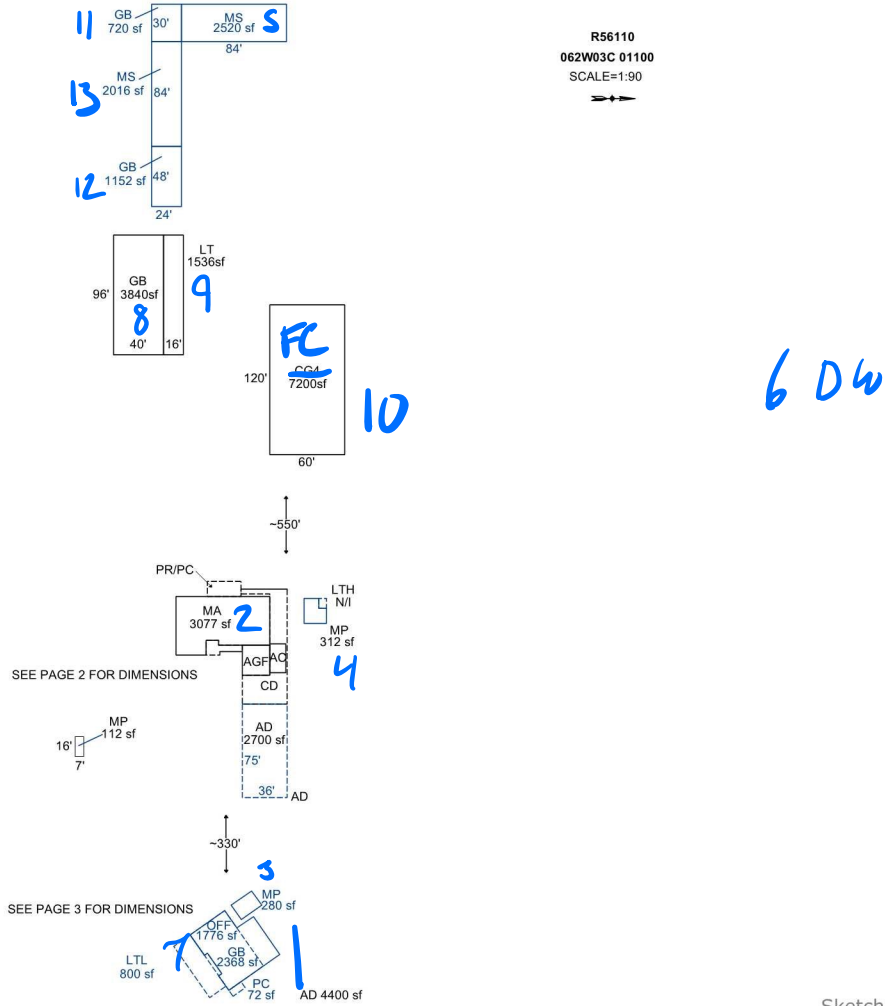 11
GB
720 sf
30'
MS
2520 sf
5
84'
R56110
062W03C 01100
SCALE=1:90
MS
2016 sf
84'
13
GB
1152 sf
48'
12
24'
LT
1536sf
9
96'
GB
3840sf
8
40'
16'
FC
CG4
7200sf
120'
10
60'
6 DW
~550'
PR/PC
MA
3077 sf
2
LTH
N/I
MP
312 sf
4
AGF
AC
SEE PAGE 2 FOR DIMENSIONS
CD
MP
112 sf
16'
7'
AD
2700 sf
75'
36'
AD
~330'
3
MP
280 sf
SEE PAGE 3 FOR DIMENSIONS
OFF
1776 sf
7
GB
2368 sf
1
LTL
800 sf
PC
72 sf
AD 4400 sf
Sketch